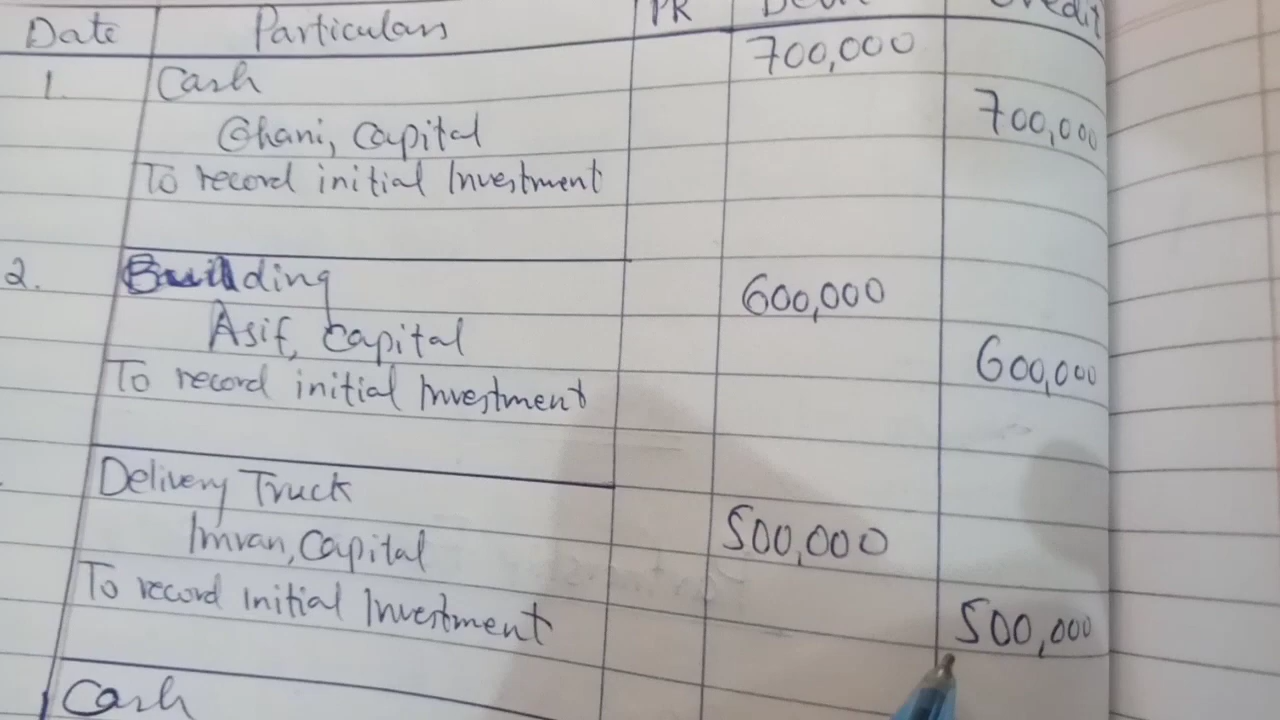 Date Particulars PR Debit Credit
1. Cash 700,000
Ghani, Capital 700,000
To record initial Investment
2. Building 600,000
Asif, Capital 600,000
To record initial Investment
Delivery Truck 500,000
Imran, Capital 500,000
To record initial Investment
Cash